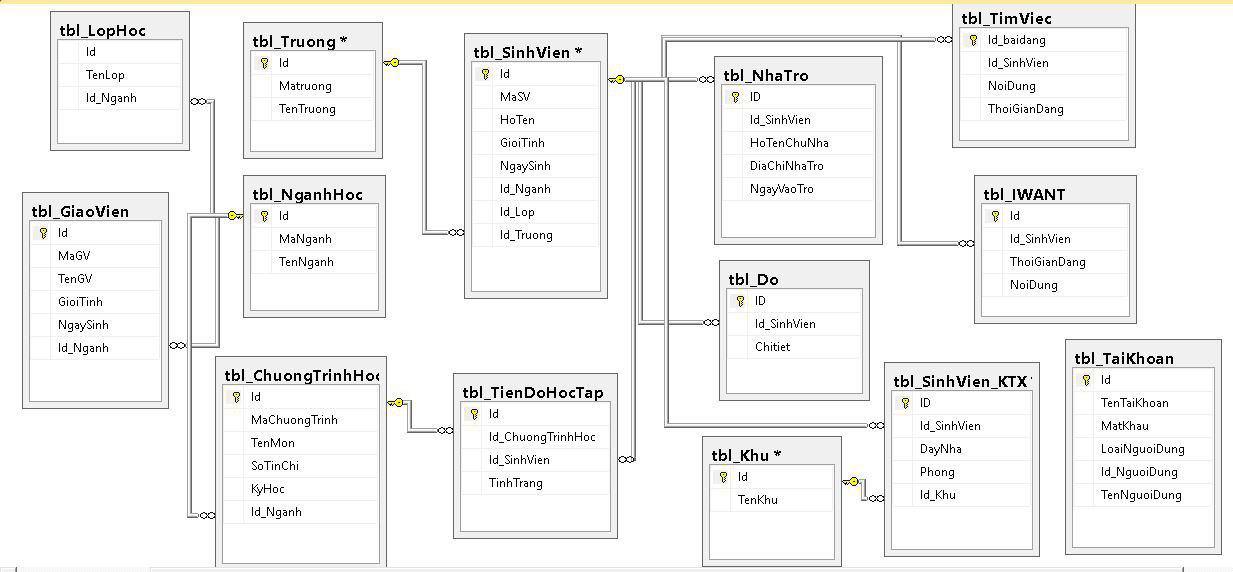 tbl_LopHoc
Id
TenLop
Id_Nganh
tbl_Truong *
Id
Matruong
TenTruong
tbl_SinhVien *
Id
MaSV
HoTen
GioiTinh
NgaySinh
Id_Nganh
Id_Lop
Id_Truong
tbl_NhaTro
ID
Id_SinhVien
HoTenChuNha
DiaChiNhaTro
NgayVaoTro
tbl_TimViec
Id_baidang
Id_SinhVien
NoiDung
ThoiGianDang
tbl_GiaoVien
Id
MaGV
TenGV
GioiTinh
NgaySinh
Id_Nganh
tbl_NganhHoc
Id
MaNganh
TenNganh
tbl_IWANT
Id
Id_SinhVien
ThoiGianDang
NoiDung
tbl_Do
ID
Id_SinhVien
Chitiet
tbl_ChuongTrinhHoc
Id
MaChuongTrinh
TenMon
SoTinChi
KyHoc
Id_Nganh
tbl_TienDoHocTap
Id
Id_ChuongTrinhHoc
Id_SinhVien
TinhTrang
tbl_Khu *
Id
TenKhu
tbl_SinhVien_KTX
ID
Id_SinhVien
DayNha
Phong
Id_Khu
tbl_TaiKhoan
Id
TenTaiKhoan
MatKhau
LoaiNguoiDung
Id_NguoiDung
TenNguoiDung